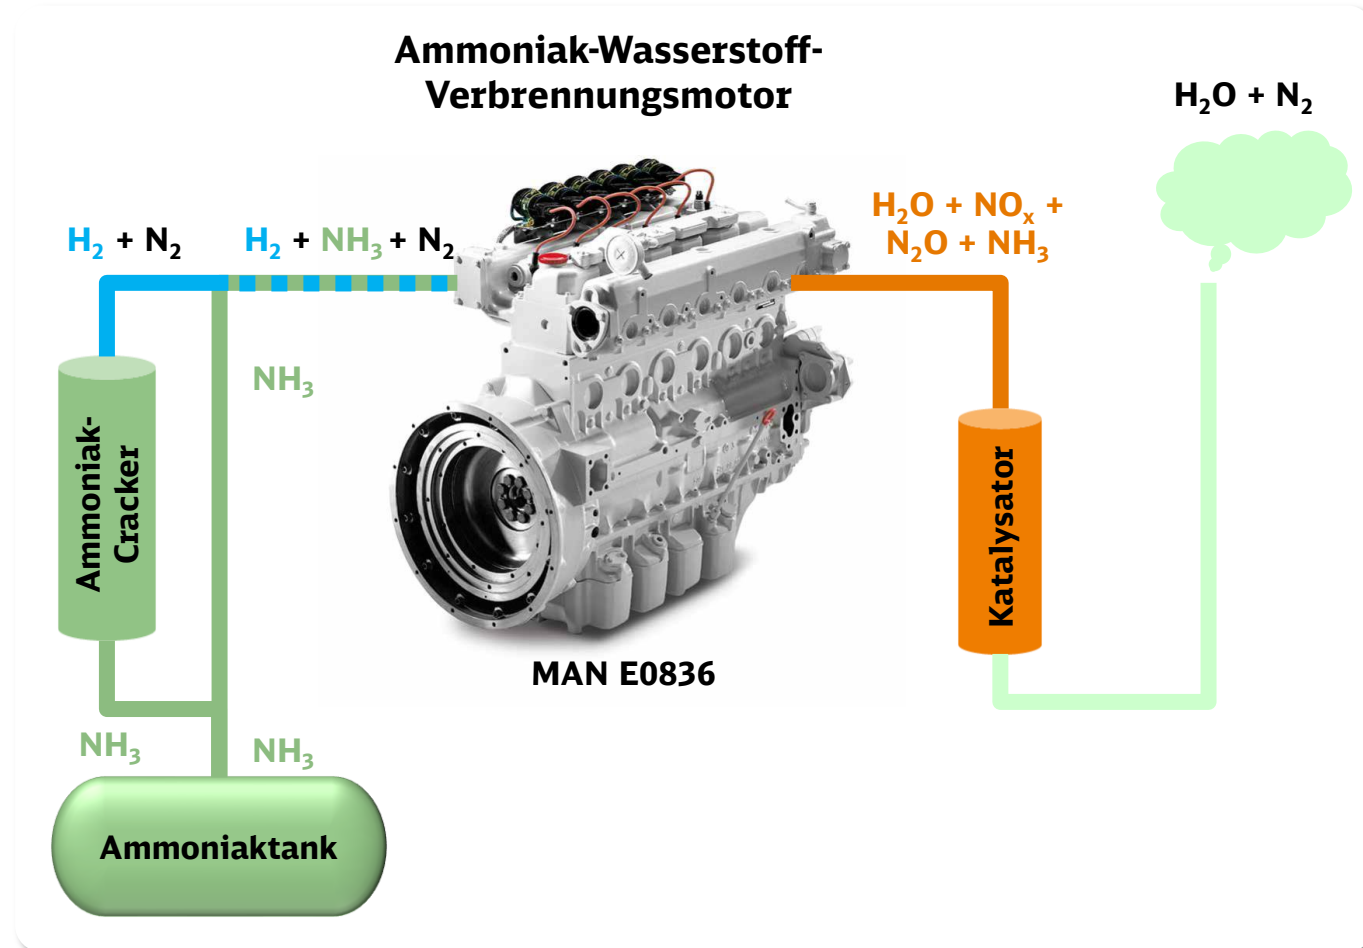 Ammoniak-Wasserstoff-
Verbrennungsmotor
H₂O + N₂
H₂O + NOₓ +
N₂O + NH₃
H₂ + N₂
H₂ + NH₃ + N₂
NH₃
Ammoniak-
Cracker
Katalysator
MAN E0836
NH₃
NH₃
Ammoniaktank